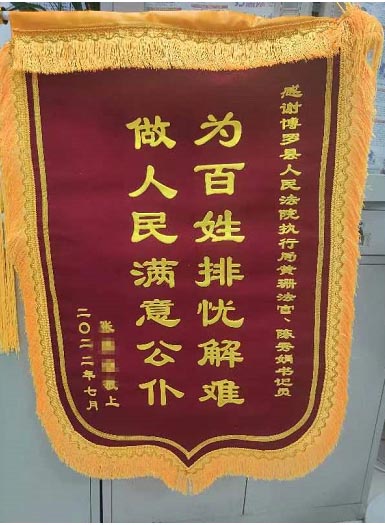 感谢博罗县人民法院执行局黄珊法官、陈秀娟书记员
为百姓排忧解难
做人民满意公仆
张 敬上
二〇二二年七月